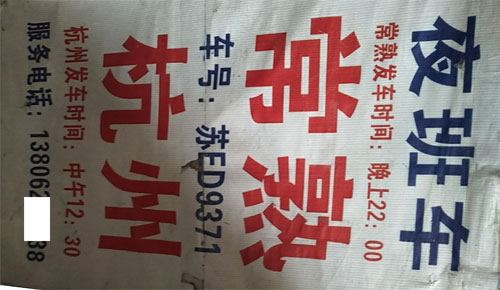 夜班车
常熟发车时间：晚上22：00
常熟
车号：苏ED9371
杭州
杭州发车时间：中午12：30
服务电话：138062 38